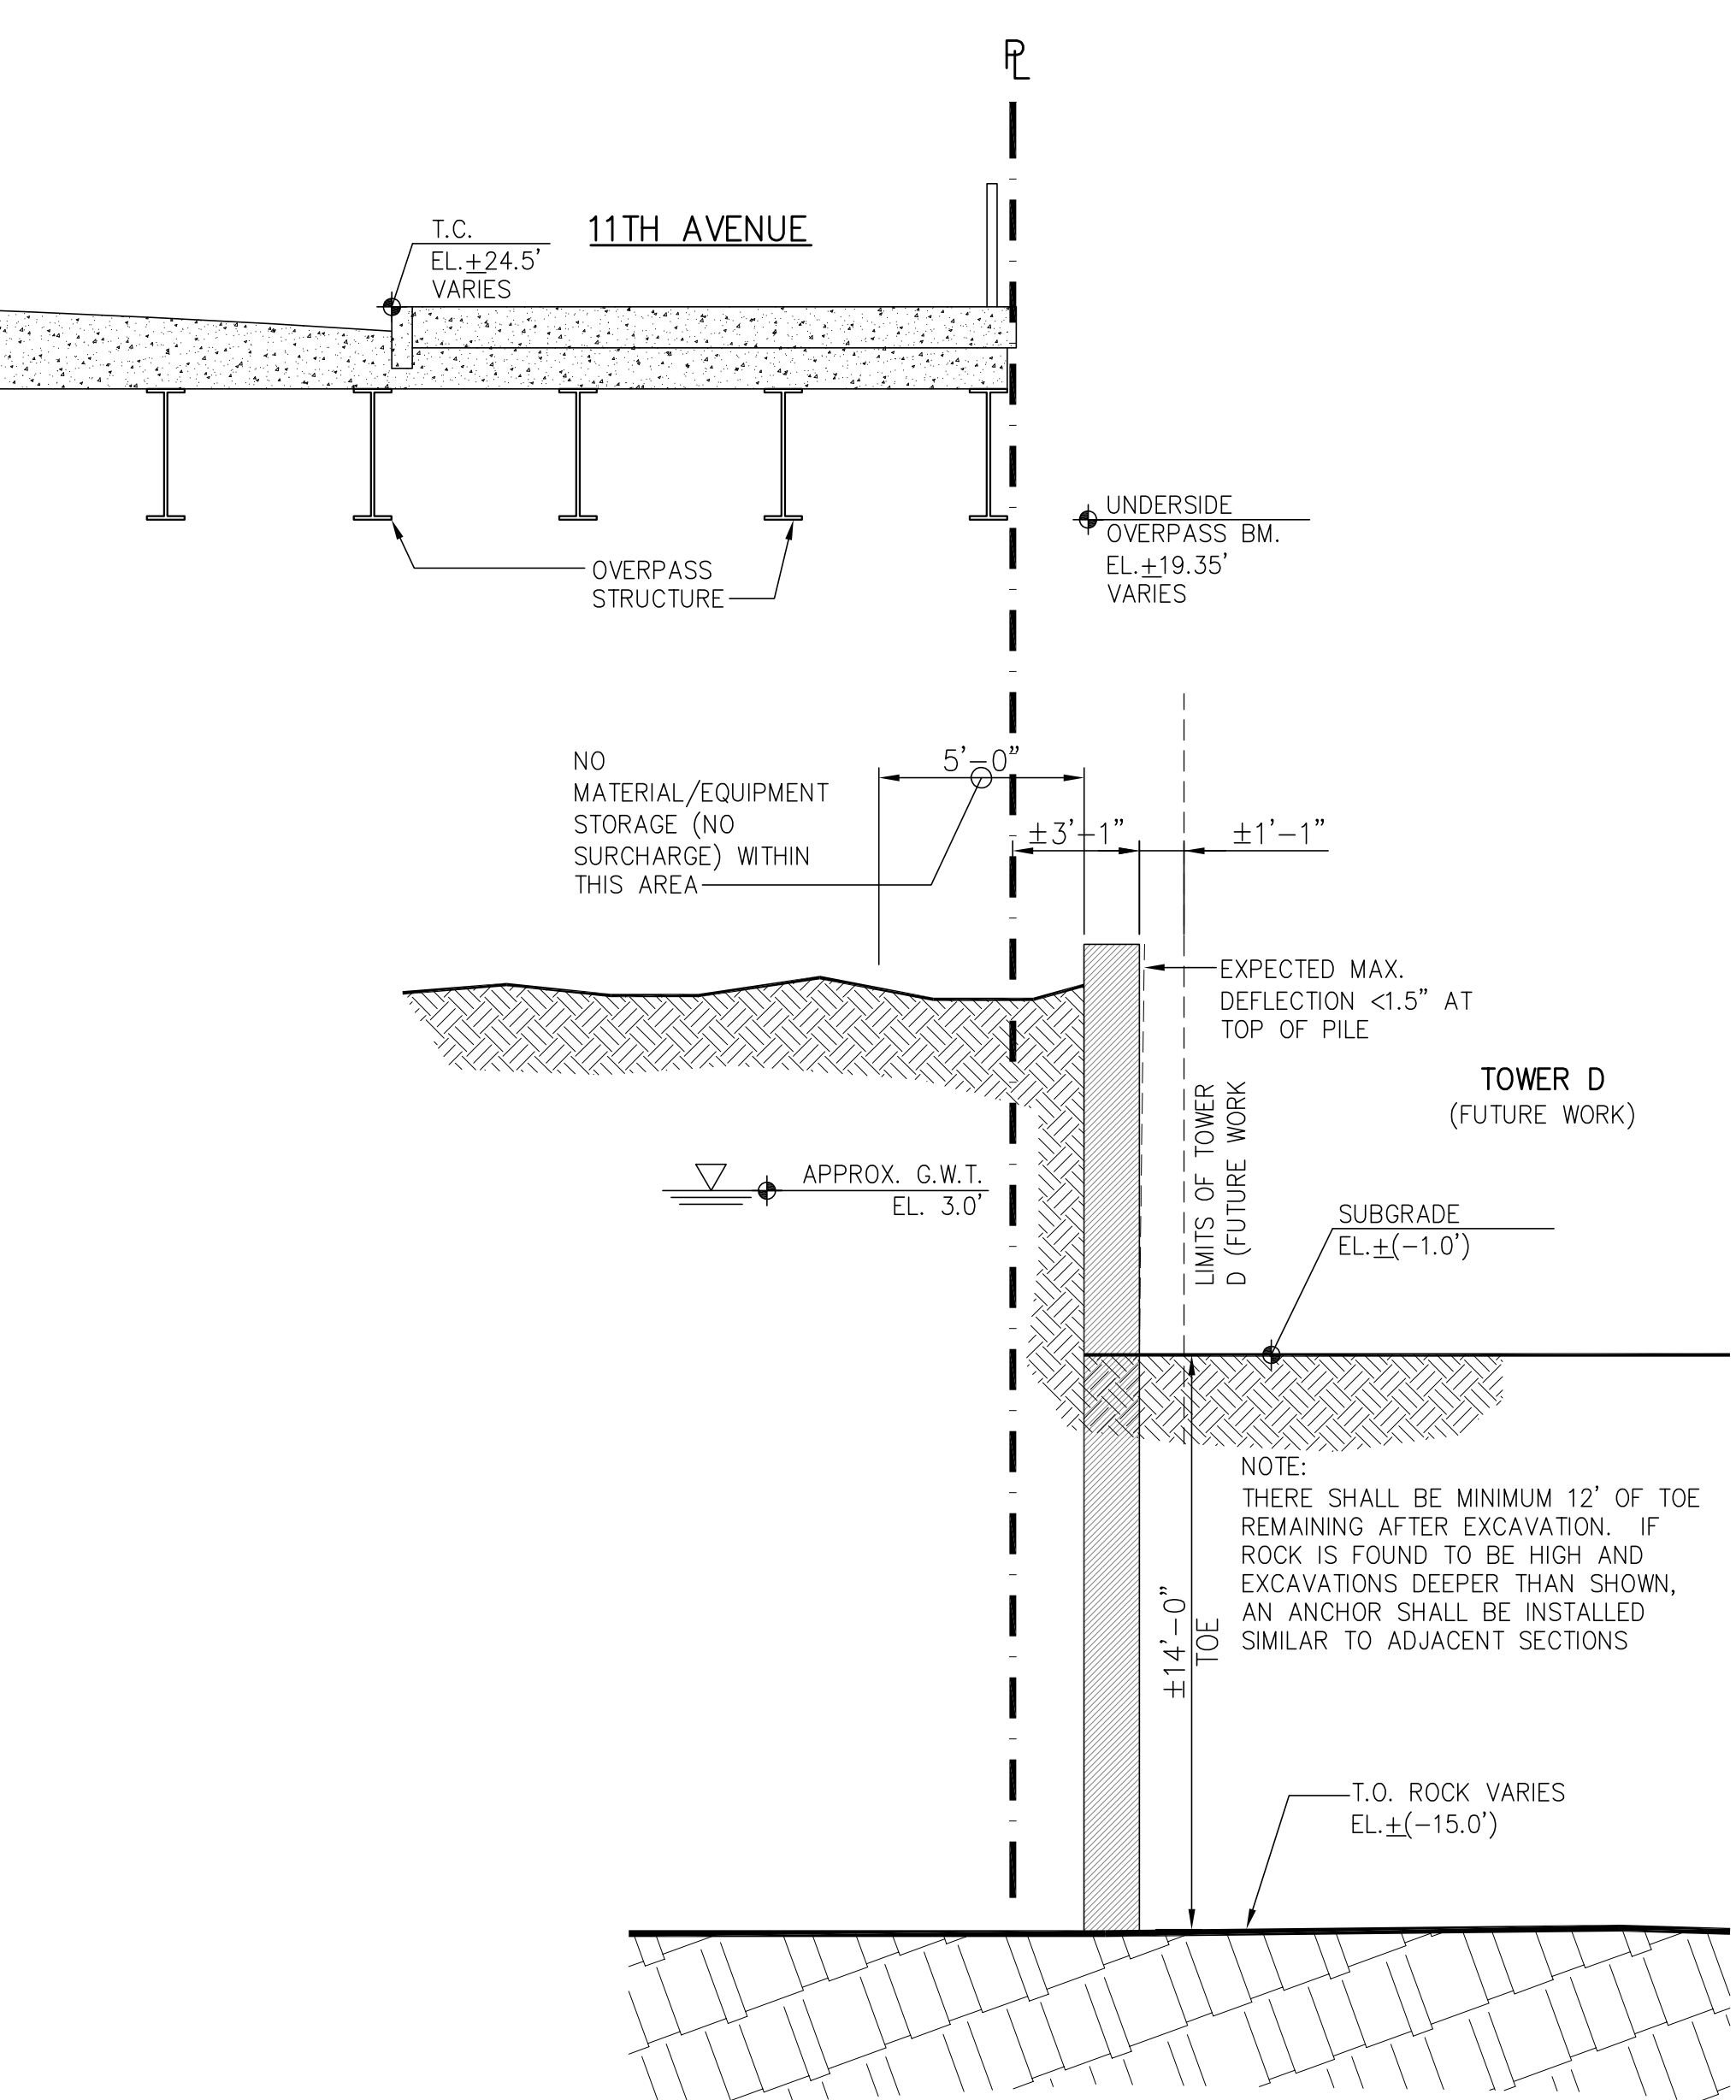 PL
T.C.
EL.±24.5'
VARIES
11TH AVENUE
UNDERSIDE
OVERPASS BM.
EL.±19.35'
VARIES
OVERPASS
STRUCTURE
NO
MATERIAL/EQUIPMENT
STORAGE (NO
SURCHARGE) WITHIN
THIS AREA
5'-0"
±3'-1"
±1'-1"
EXPECTED MAX.
DEFLECTION <1.5" AT
TOP OF PILE
TOWER D
(FUTURE WORK)
LIMITS OF TOWER
D (FUTURE WORK
APPROX. G.W.T.
EL. 3.0'
SUBGRADE
EL.±(-1.0')
NOTE:
THERE SHALL BE MINIMUM 12' OF TOE
REMAINING AFTER EXCAVATION. IF
ROCK IS FOUND TO BE HIGH AND
EXCAVATIONS DEEPER THAN SHOWN,
AN ANCHOR SHALL BE INSTALLED
SIMILAR TO ADJACENT SECTIONS
±14'-0"
TOE
T.O. ROCK VARIES
EL.±(-15.0')